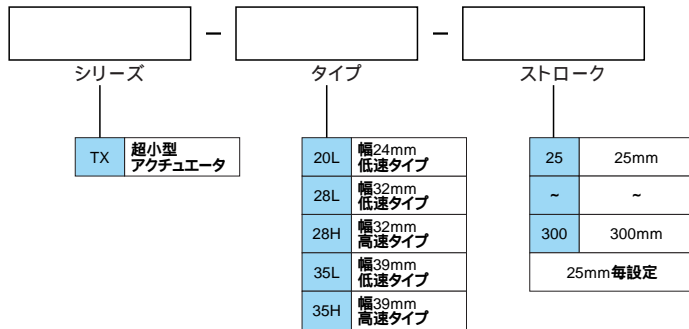 － －
シリーズ タイプ ストローク
TX 超小型
アクチュエータ
20L 幅24mm
低速タイプ
28L 幅32mm
低速タイプ
28H 幅32mm
高速タイプ
35L 幅39mm
低速タイプ
35H 幅39mm
高速タイプ
25 25mm
~ ~
300 300mm
25mm毎設定